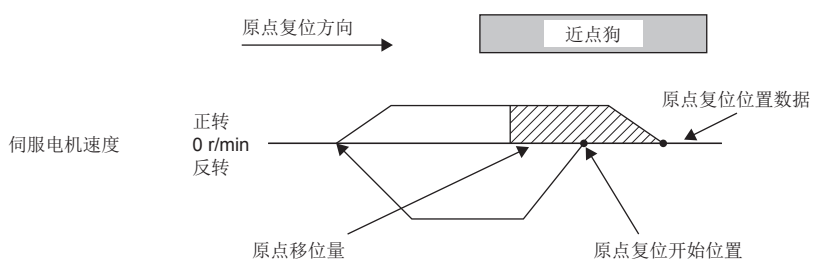 原点复位方向
近点狗
原点复位位置数据
正转
伺服电机速度 0 r/min
反转
原点移位量
原点复位开始位置